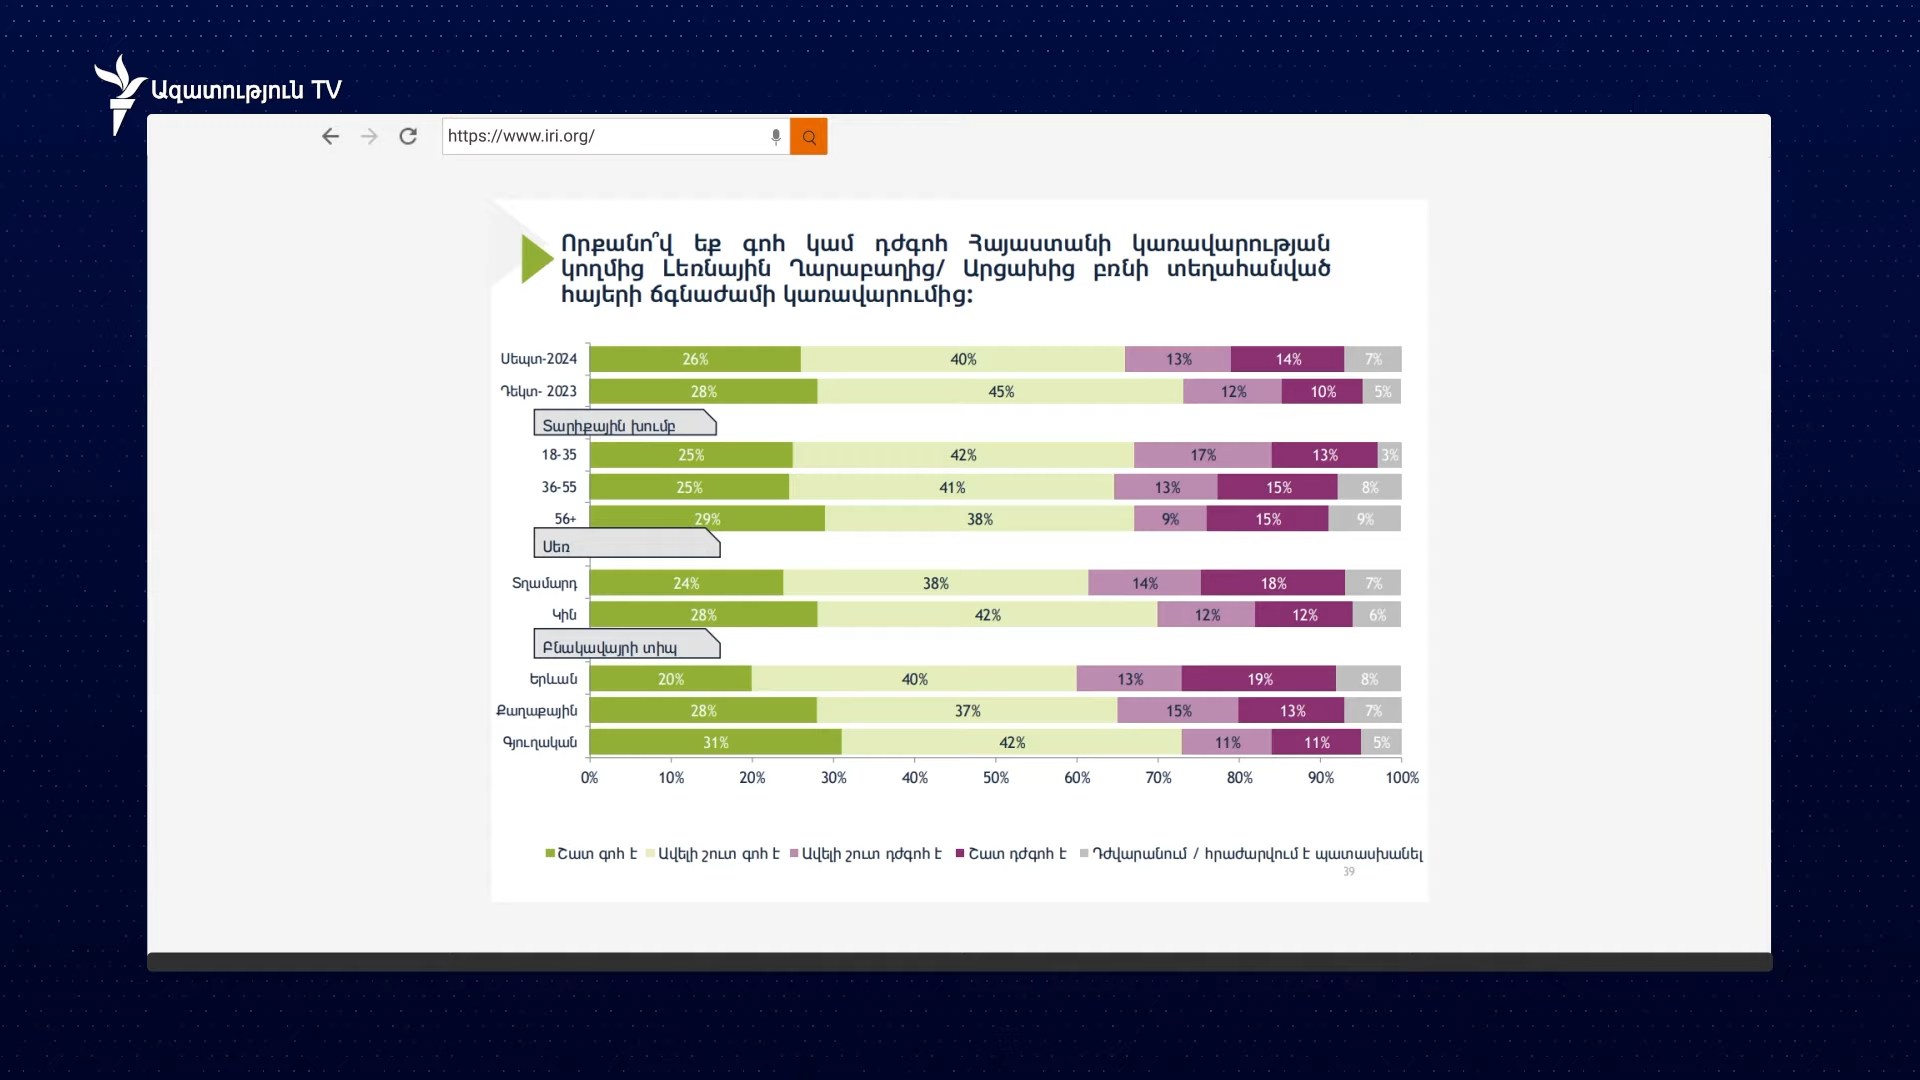 Ազատություն TV
https://www.iri.org/
Որքանո՞վ եք գոհ կամ դժգոհ Հայաստանի կառավարության
կողմից Լեռնային Ղարաբաղից/ Արցախից բռնի տեղահանված
հայերի ճգնաժամի կառավարումից:
Սեպտ-2024 26% 40% 13% 14% 7%
Դեկտ- 2023 28% 45% 12% 10% 5%
Տարիքային խումբ
18-35 25% 42% 17% 13% 3%
36-55 25% 41% 13% 15% 8%
56+ 29% 38% 9% 15% 9%
Սեռ
Տղամարդ 24% 38% 14% 18% 7%
Կին 28% 42% 12% 12% 6%
Բնակավայրի տիպ
Երևան 20% 40% 13% 19% 8%
Քաղաքային 28% 37% 15% 13% 7%
Գյուղական 31% 42% 11% 11% 5%
0% 10% 20% 30% 40% 50% 60% 70% 80% 90% 100%
Շատ գոհ է Ավելի շուտ գոհ է Ավելի շուտ դժգոհ է Շատ դժգոհ է Դժվարանում / հրաժարվում է պատասխանել
39